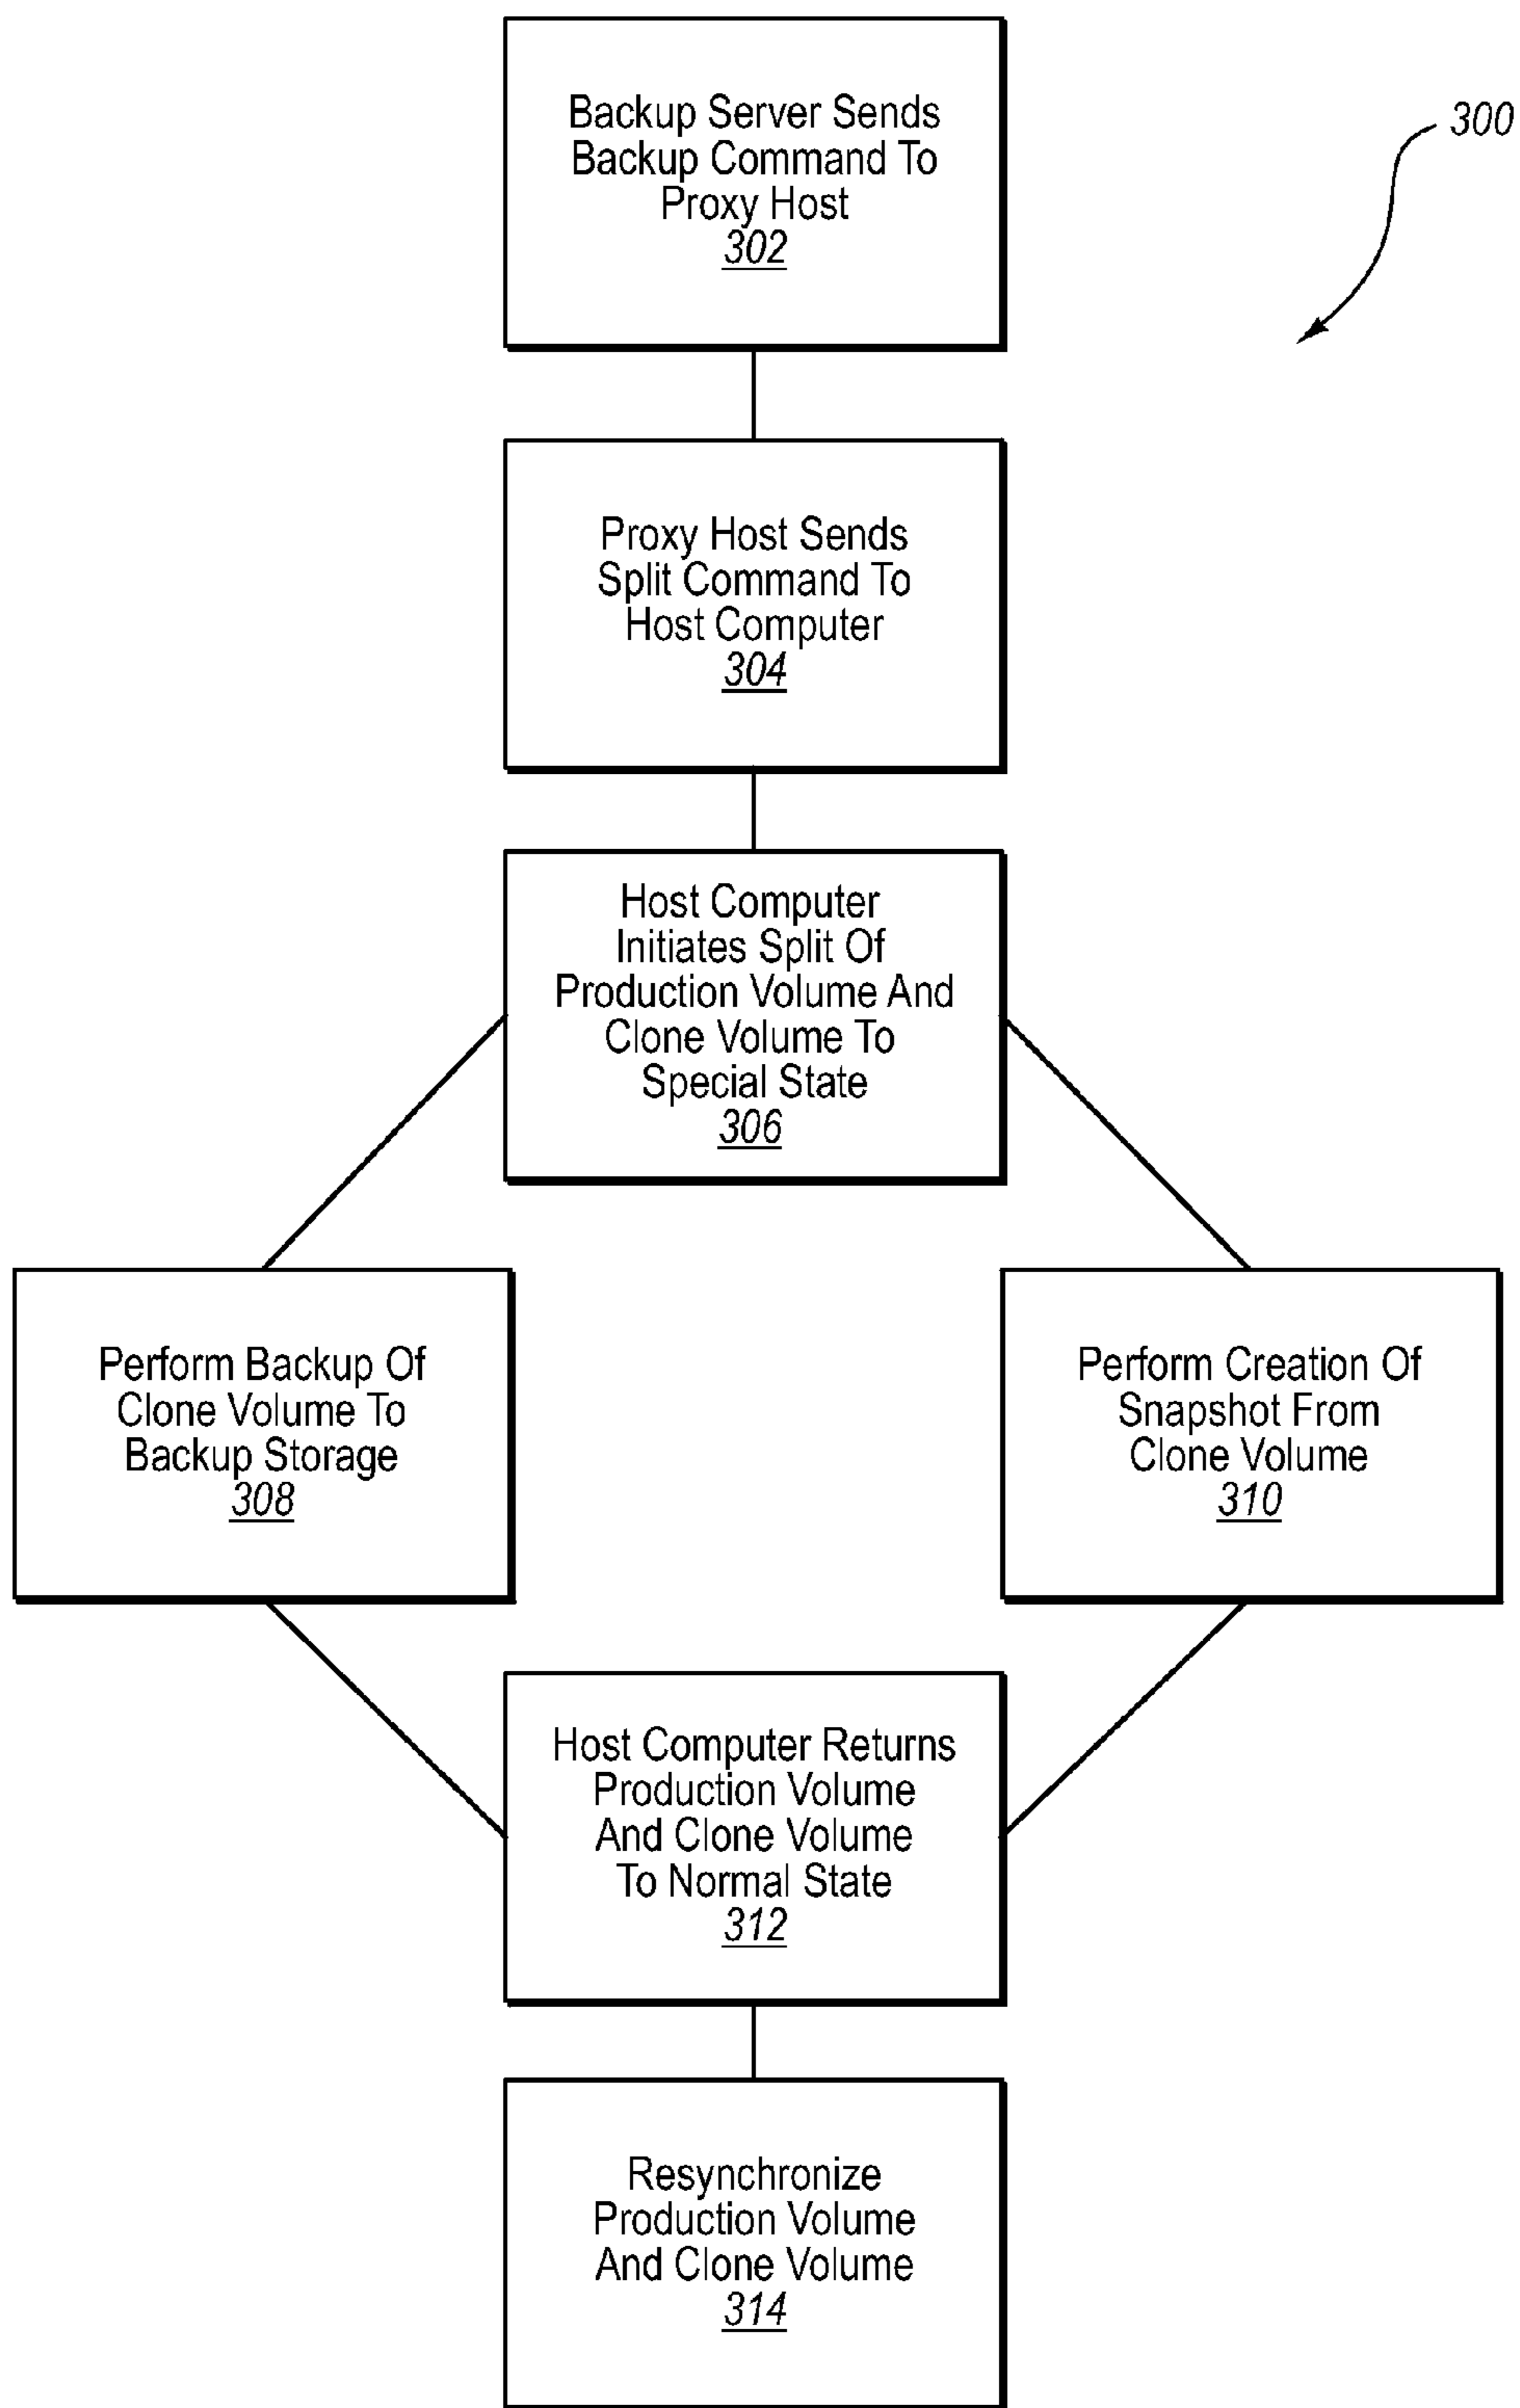 Backup Server Sends
Backup Command To
Proxy Host
302
300
Proxy Host Sends
Split Command To
Host Computer
304
Host Computer
Initiates Split Of
Production Volume And
Clone Volume To
Special State
306
Perform Backup Of
Clone Volume To
Backup Storage
308
Perform Creation Of
Snapshot From
Clone Volume
310
Host Computer Returns
Production Volume
And Clone Volume
To Normal State
312
Resynchronize
Production Volume
And Clone Volume
314